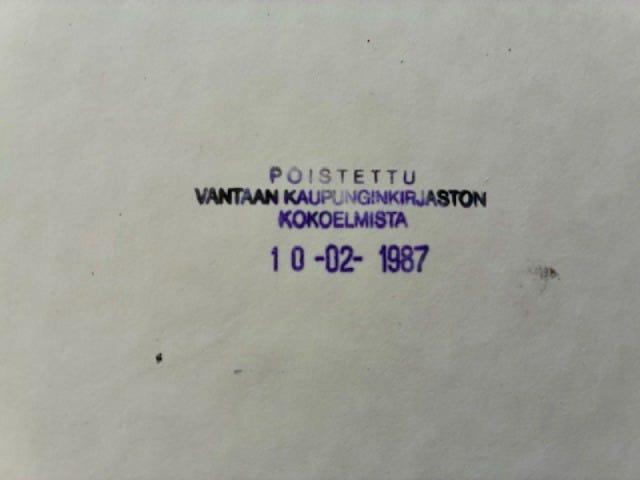 POISTETTU
VANTAAN KAUPUNGINKIRJASTON
KOKOELMISTA
10-02-1987